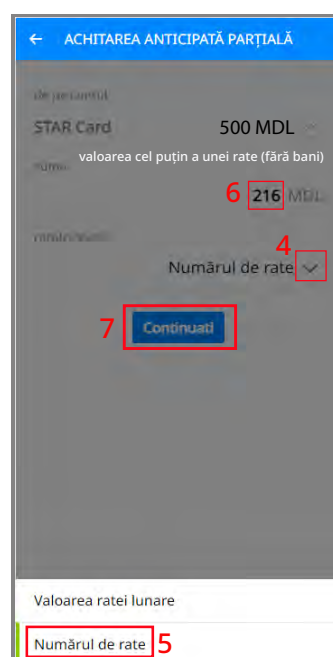 ← ACHITAREA ANTICIPATĂ PARȚIALĂ
STAR Card 500 MDL
valoarea cel puțin a unei rate (fără bani)
6 216 MDL
4
Numărul de rate
7 Continuati
Valoarea ratei lunare
Numărul de rate 5